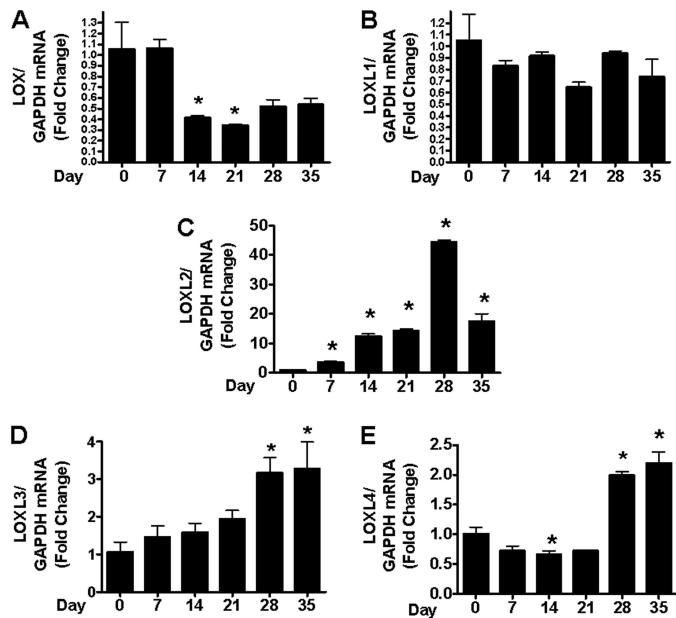 A
LOX/
GAPDH mRNA
(Fold Change)
1.3
1.2
1.1
1.0
0.9
0.8
0.7
0.6
0.5
0.4
0.3
0.2
0.1
0.0
* *
Day 0 7 14 21 28 35
B
LOXL1/
GAPDH mRNA
(Fold Change)
1.2
1.1
1.0
0.9
0.8
0.7
0.6
0.5
0.4
0.3
0.2
0.1
0.0
Day 0 7 14 21 28 35
C
LOXL2/
GAPDH mRNA
(Fold Change)
50
40
30
20
10
0
* * * * *
Day 0 7 14 21 28 35
D
LOXL3/
GAPDH mRNA
(Fold Change)
4
3
2
1
0
* *
Day 0 7 14 21 28 35
E
LOXL4/
GAPDH mRNA
(Fold Change)
2.5
2.0
1.5
1.0
0.5
0.0
* * *
Day 0 7 14 21 28 35